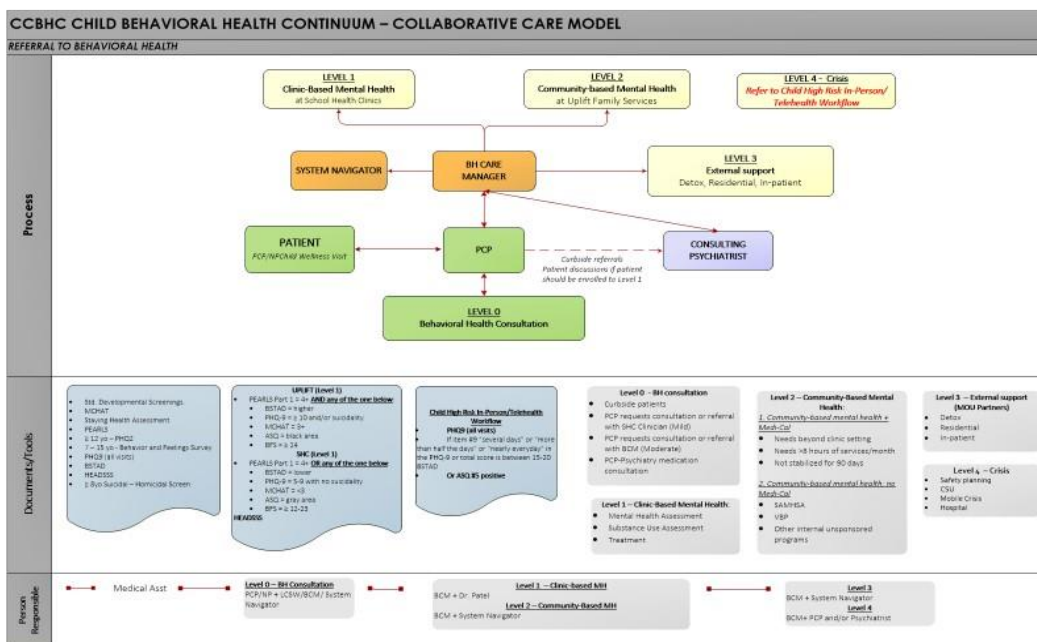 CCBHC CHILD BEHAVIORAL HEALTH CONTINUUM – COLLABORATIVE CARE MODEL
REFERRAL TO BEHAVIORAL HEALTH
Process
LEVEL 1
Clinic-Based Mental Health
at School Health Clinics
LEVEL 2
Community-based Mental Health
at Uplift Family Services
LEVEL 4 - Crisis
Refer to Child High Risk In-Person/
Telehealth Workflow
SYSTEM NAVIGATOR
BH CARE
MANAGER
LEVEL 3
External support
Detox, Residential, In-patient
PATIENT
PCP/NPChild Wellness Visit
PCP
Curbside referrals
Patient discussions if patient
should be enrolled to Level 1
CONSULTING
PSYCHIATRIST
LEVEL 0
Behavioral Health Consultation
Documents/Tools
Std. Developmental Screenings.
MCHAT
Staying Health Assessment
PEARLS
≥ 12 yo - PHQ2
7 – 15 yo - Behavior and Feelings Survey
PHQ9 (all visits)
BSTAD
HEADSSS
≥ 8yo Suicidal – Homicidal Screen
UPLIFT (Level 1)
PEARLS Part 1 = 4+ AND any of the one below
BSTAD = higher
PHQ-9 = ≥ 10 and/or suicidality
MCHAT = 3+
ASQ = black area
BFS = ≥ 24
SHC (Level 1)
PEARLS Part 1 = 4+ OR any of the one below
BSTAD = lower
PHQ-9 = 5-9 with no suicidality
MCHAT = <3
ASQ = gray area
BFS = ≥ 12-23
HEADSSS
Child High Risk In-Person/Telehealth
Workflow
PHQ9 (all visits)
If item #9 "several days" or "more
than half the days" or "nearly everyday" in
the PHQ-9 or total score is between 15-20
BSTAD
Or ASQ #5 positive
Level 0 – BH consultation
Curbside patients
PCP requests consultation or referral
with SHC Clinician (Mild)
PCP requests consultation or referral
with BCM (Moderate)
PCP-Psychiatry medication
consultation
Level 1 – Clinic-Based Mental Health:
Mental Health Assessment
Substance Use Assessment
Treatment
Level 2 – Community-Based Mental
Health:
1. Community-based mental health +
Medi-Cal
Needs beyond clinic setting
Needs >8 hours of services/month
Not stabilized for 90 days
2. Community-based mental health, no
Medi-Cal
SAMHSA
VBP
Other internal unsponsored
programs
Level 3 – External support
(MOU Partners)
Detox
Residential
In-patient
Level 4 – Crisis
Safety planning
CSU
Mobile Crisis
Hospital
Person
Responsible
Medical Asst
Level 0 – BH Consultation
PCP/NP + LCSW/BCM/ System
Navigator
Level 1 – Clinic-based MH
BCM + Dr. Patel
Level 2 – Community-Based MH
BCM + System Navigator
Level 3
BCM + System Navigator
Level 4
BCM+ PCP and/or Psychiatrist